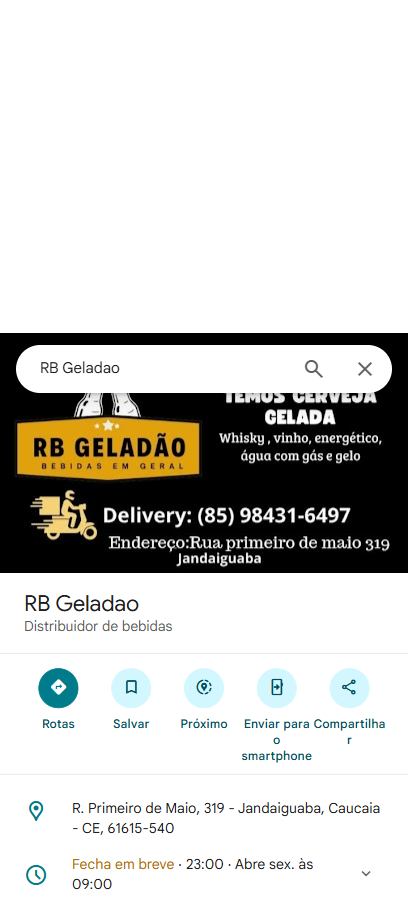 RB Geladao
TEMOS CERVEJA
GELADA
Whisky , vinho, energético,
água com gás e gelo
RB GELADÃO
BEBIDAS EM GERAL
Delivery: (85) 98431-6497
Endereço:Rua primeiro de maio 319
Jandaiguaba
RB Geladao
Distribuidor de bebidas
Rotas
Salvar
Próximo
Enviar para
o
smartphone
Compartilha
r
R. Primeiro de Maio, 319 - Jandaiguaba, Caucaia
- CE, 61615-540
Fecha em breve · 23:00 · Abre sex. às
09:00